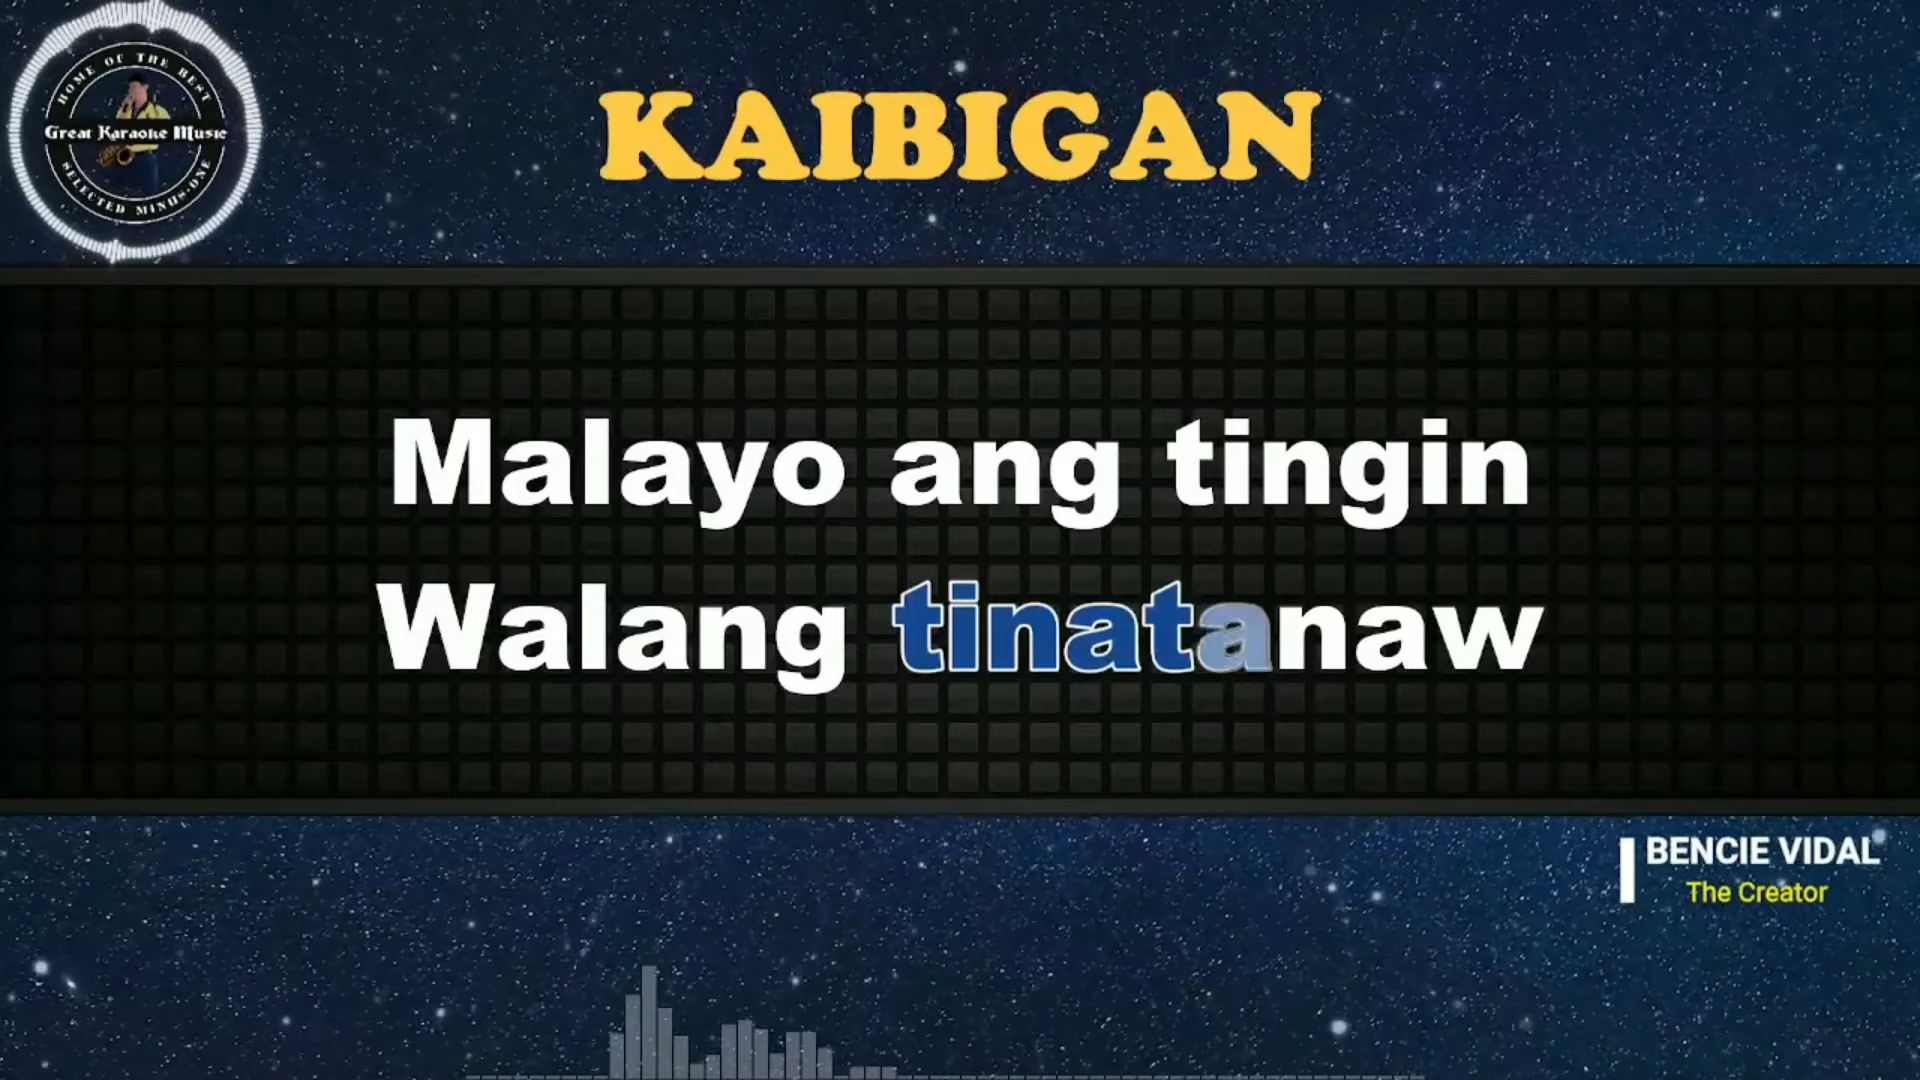 HOME OF THE BEST
Great Karaoke Music
SELECTED MINUS-ONE
KAIBIGAN
Malayo ang tingin
Walang tinatanaw
BENCIE VIDAL
The Creator